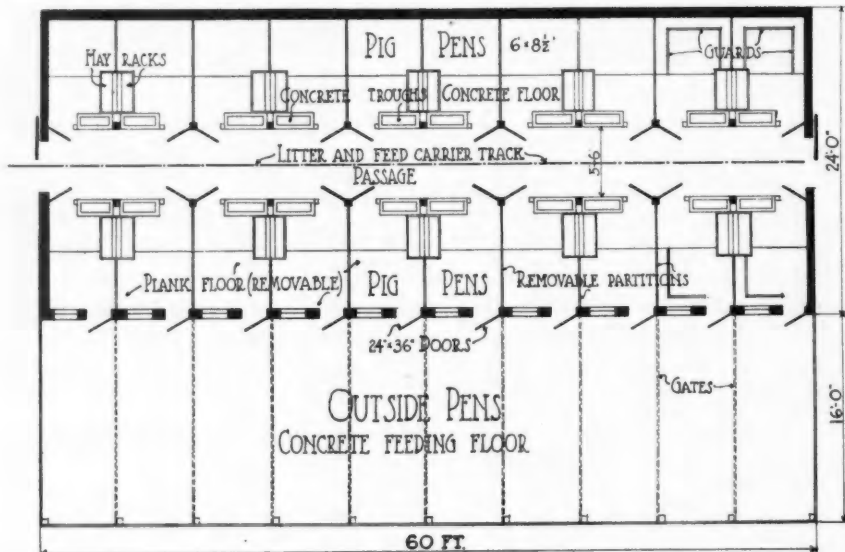 PIG PENS 6×8½'
GUARDS
HAY RACKS
CONCRETE TROUGHS CONCRETE FLOOR
24'-0"
LITTER AND FEED CARRIER TRACK
5'-6
PASSAGE
PLANK FLOOR (REMOVABLE) PIG PENS REMOVABLE PARTITIONS
24"×36" DOORS
GATES
OUTSIDE PENS
CONCRETE FEEDING FLOOR
16'-0"
60 FT.